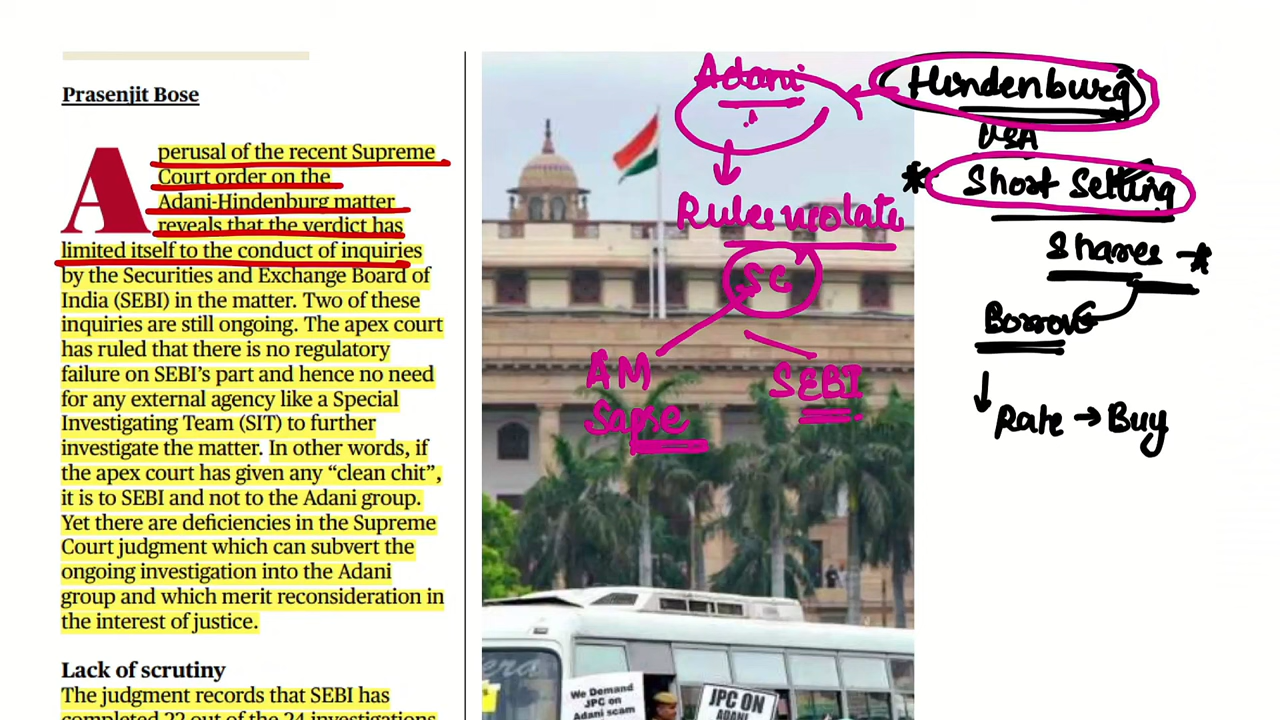 Prasenjit Bose
A perusal of the recent Supreme
Court order on the
Adani-Hindenburg matter
reveals that the verdict has
limited itself to the conduct of inquiries
by the Securities and Exchange Board of
India (SEBI) in the matter. Two of these
inquiries are still ongoing. The apex court
has ruled that there is no regulatory
failure on SEBI’s part and hence no need
for any external agency like a Special
Investigating Team (SIT) to further
investigate the matter. In other words, if
the apex court has given any “clean chit”,
it is to SEBI and not to the Adani group.
Yet there are deficiencies in the Supreme
Court judgment which can subvert the
ongoing investigation into the Adani
group and which merit reconsideration in
the interest of justice.
Lack of scrutiny
The judgment records that SEBI has
completed 22 out of the 24 investigations
Adani
Rules violate
SC
AM
Sapse
SEBI
We Demand
JPC on
Adani scam
JPC ON
ADANI
Hindenburg
USA
* Short Selling
Shares *
Borrow
Rate → Buy